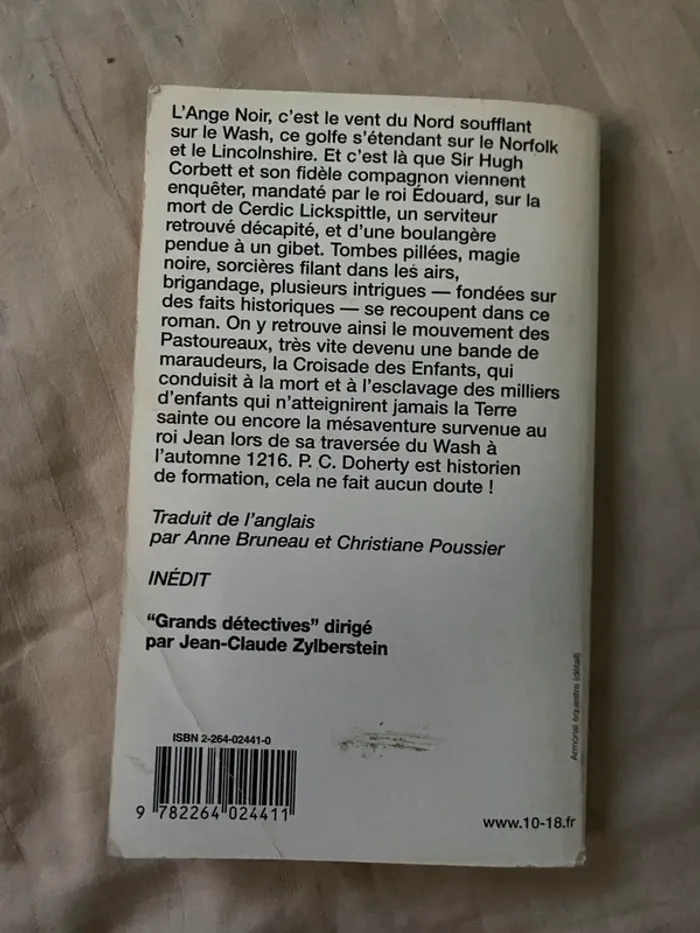 L'Ange Noir, c'est le vent du Nord soufflant
sur le Wash, ce golfe s'étendant sur le Norfolk
et le Lincolnshire. Et c'est là que Sir Hugh
Corbett et son fidèle compagnon viennent
enquêter, mandaté par le roi Édouard, sur la
mort de Cerdic Lickspittle, un serviteur
retrouvé décapité, et d'une boulangère
pendue à un gibet. Tombes pillées, magie
noire, sorcières filant dans les airs,
brigandage, plusieurs intrigues — fondées sur
des faits historiques — se recoupent dans ce
roman. On y retrouve ainsi le mouvement des
Pastoureaux, très vite devenu une bande de
maraudeurs, la Croisade des Enfants, qui
conduisit à la mort et à l'esclavage des milliers
d'enfants qui n'atteignirent jamais la Terre
sainte ou encore la mésaventure survenue au
roi Jean lors de sa traversée du Wash à
l'automne 1216. P. C. Doherty est historien
de formation, cela ne fait aucun doute !
Traduit de l'anglais
par Anne Bruneau et Christiane Poussier
INÉDIT
"Grands détectives" dirigé
par Jean-Claude Zylberstein
Armorial équestre (détail)
ISBN 2-264-02441-0
9 782264 024411
www.10-18.fr